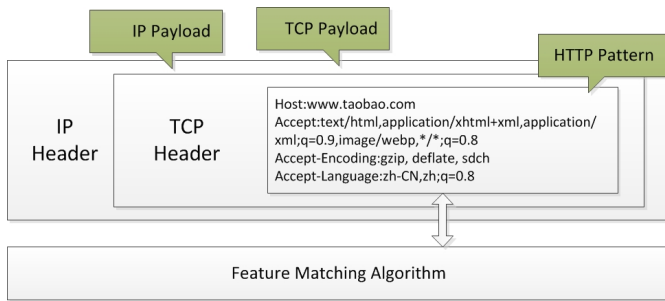 IP Payload
TCP Payload
HTTP Pattern
IP
Header
TCP
Header
Host:www.taobao.com
Accept:text/html,application/xhtml+xml,application/
xml;q=0.9,image/webp,*/*;q=0.8
Accept-Encoding:gzip, deflate, sdch
Accept-Language:zh-CN,zh;q=0.8
Feature Matching Algorithm